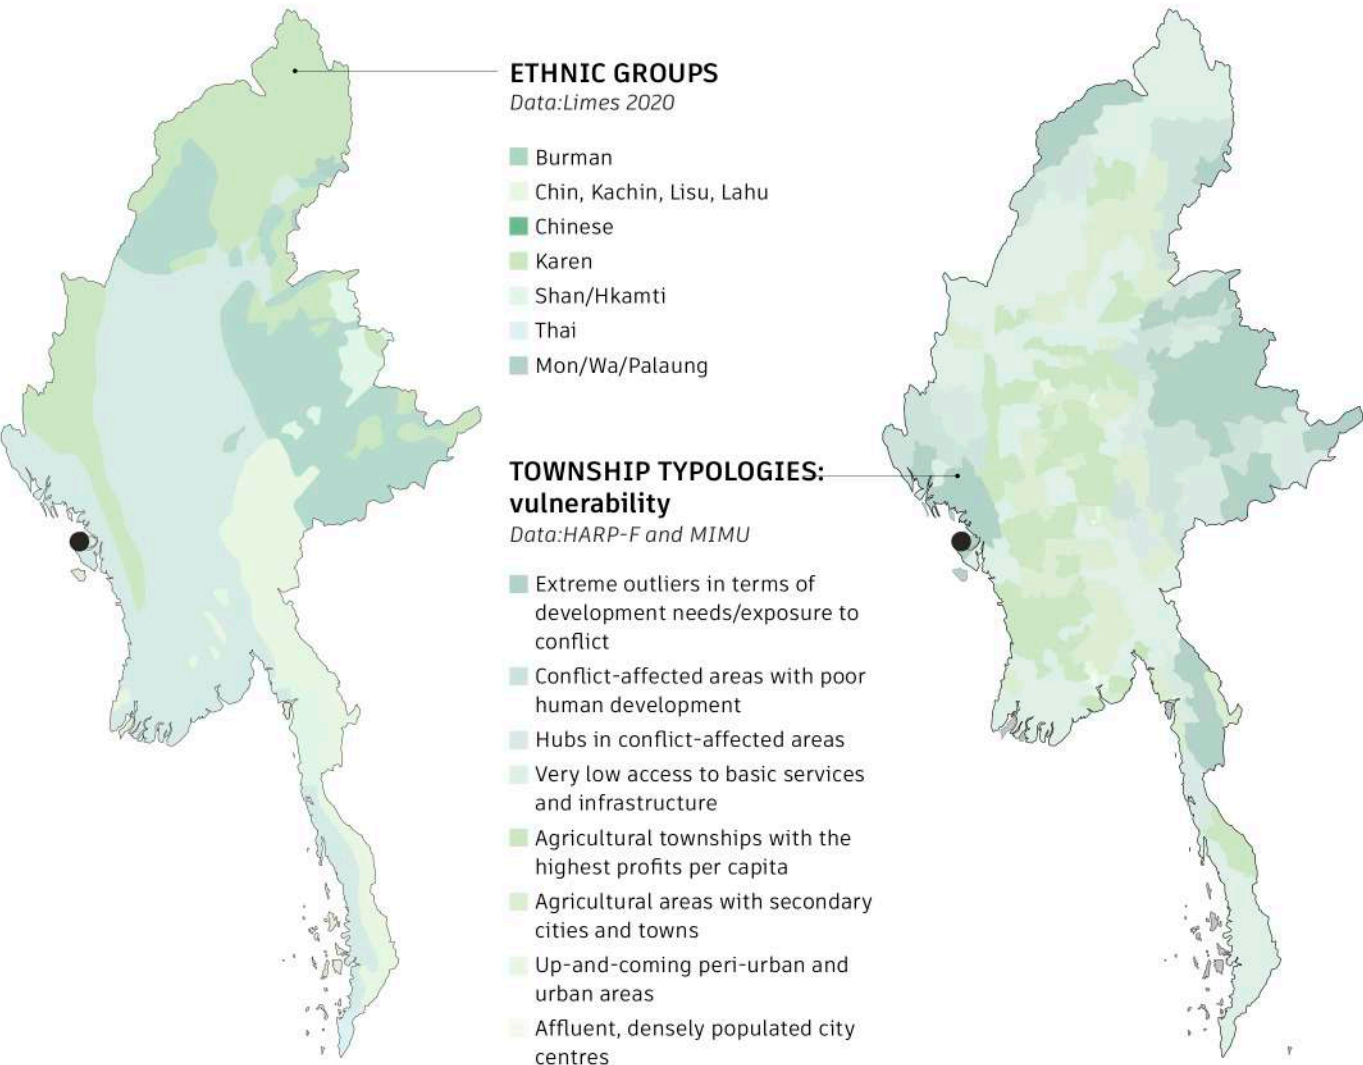 ETHNIC GROUPS
Data:Limes 2020
Burman
Chin, Kachin, Lisu, Lahu
Chinese
Karen
Shan/Hkamti
Thai
Mon/Wa/Palaung
TOWNSHIP TYPOLOGIES:
vulnerability
Data:HARP-F and MIMU
Extreme outliers in terms of
development needs/exposure to
conflict
Conflict-affected areas with poor
human development
Hubs in conflict-affected areas
Very low access to basic services
and infrastructure
Agricultural townships with the
highest profits per capita
Agricultural areas with secondary
cities and towns
Up-and-coming peri-urban and
urban areas
Affluent, densely populated city
centres